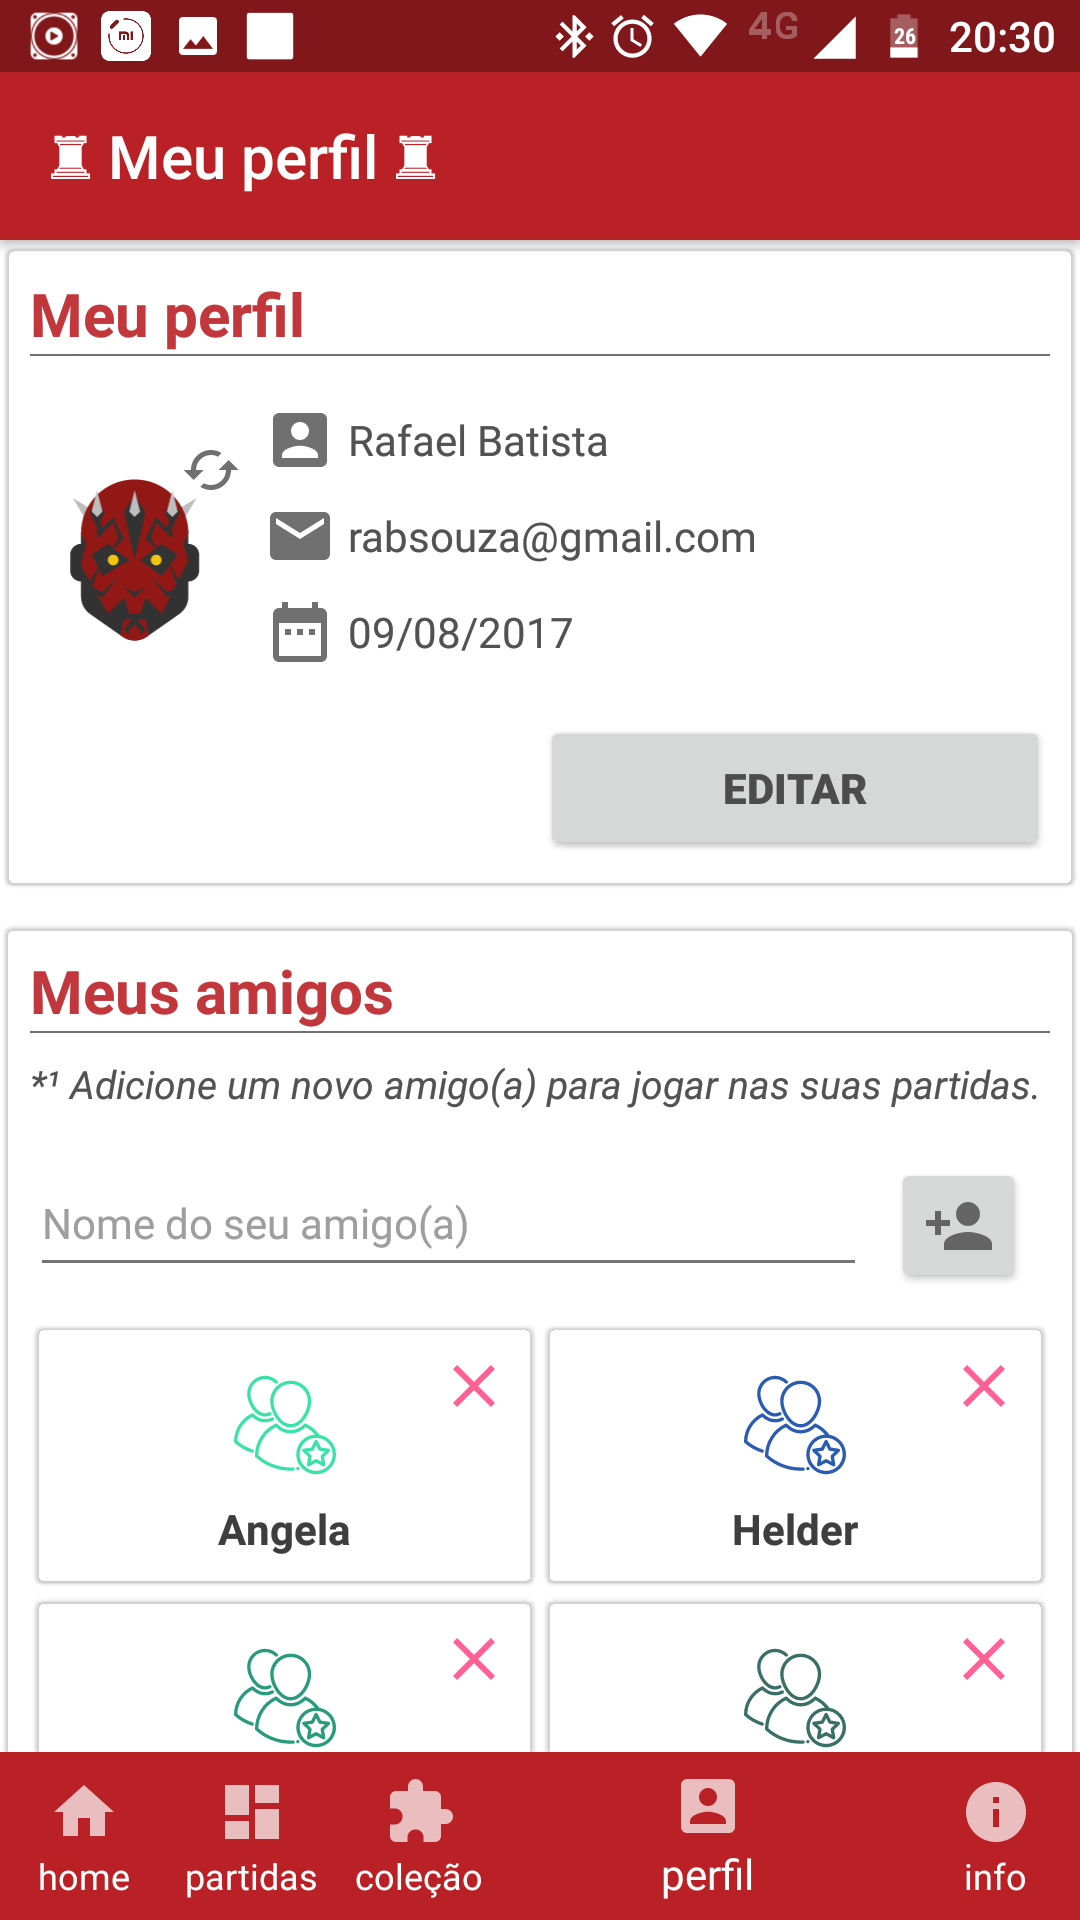 4G 26 20:30
Meu perfil
Meu perfil
Rafael Batista
rabsouza@gmail.com
09/08/2017
EDITAR
Meus amigos
*¹ Adicione um novo amigo(a) para jogar nas suas partidas.
Nome do seu amigo(a)
Angela Helder
home partidas coleção perfil info